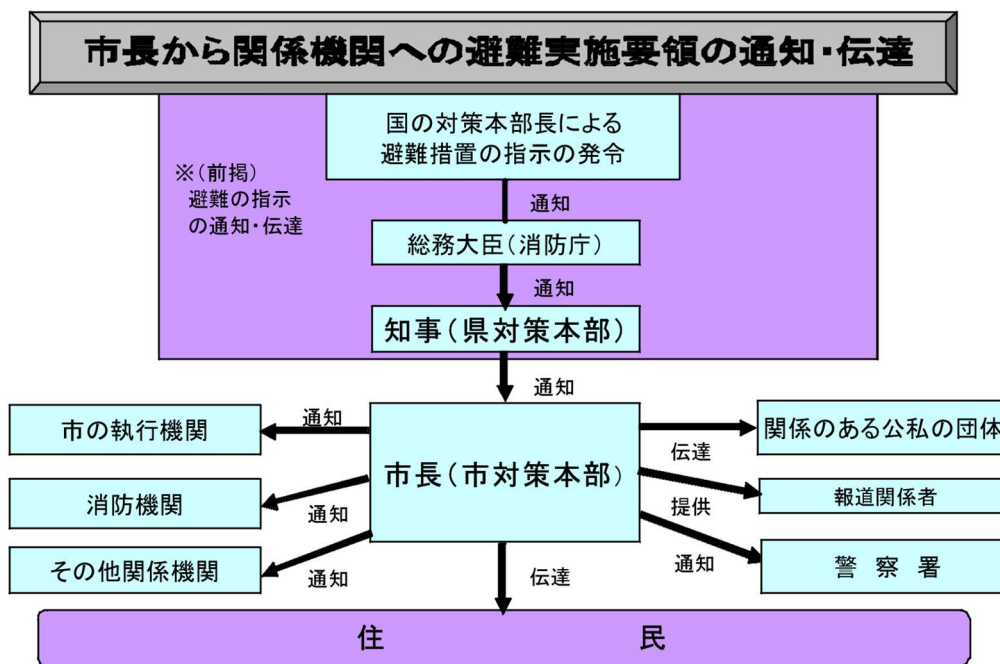 市長から関係機関への避難実施要領の通知・伝達
国の対策本部長による
避難措置の指示の発令
※(前掲)
避難の指示
の通知・伝達
通知
総務大臣(消防庁)
通知
知事(県対策本部)
通知
市の執行機関
通知
市長(市対策本部)
関係のある公私の団体
伝達
消防機関
通知
報道関係者
提供
その他関係機関
通知
伝達
通知
警察署
住民